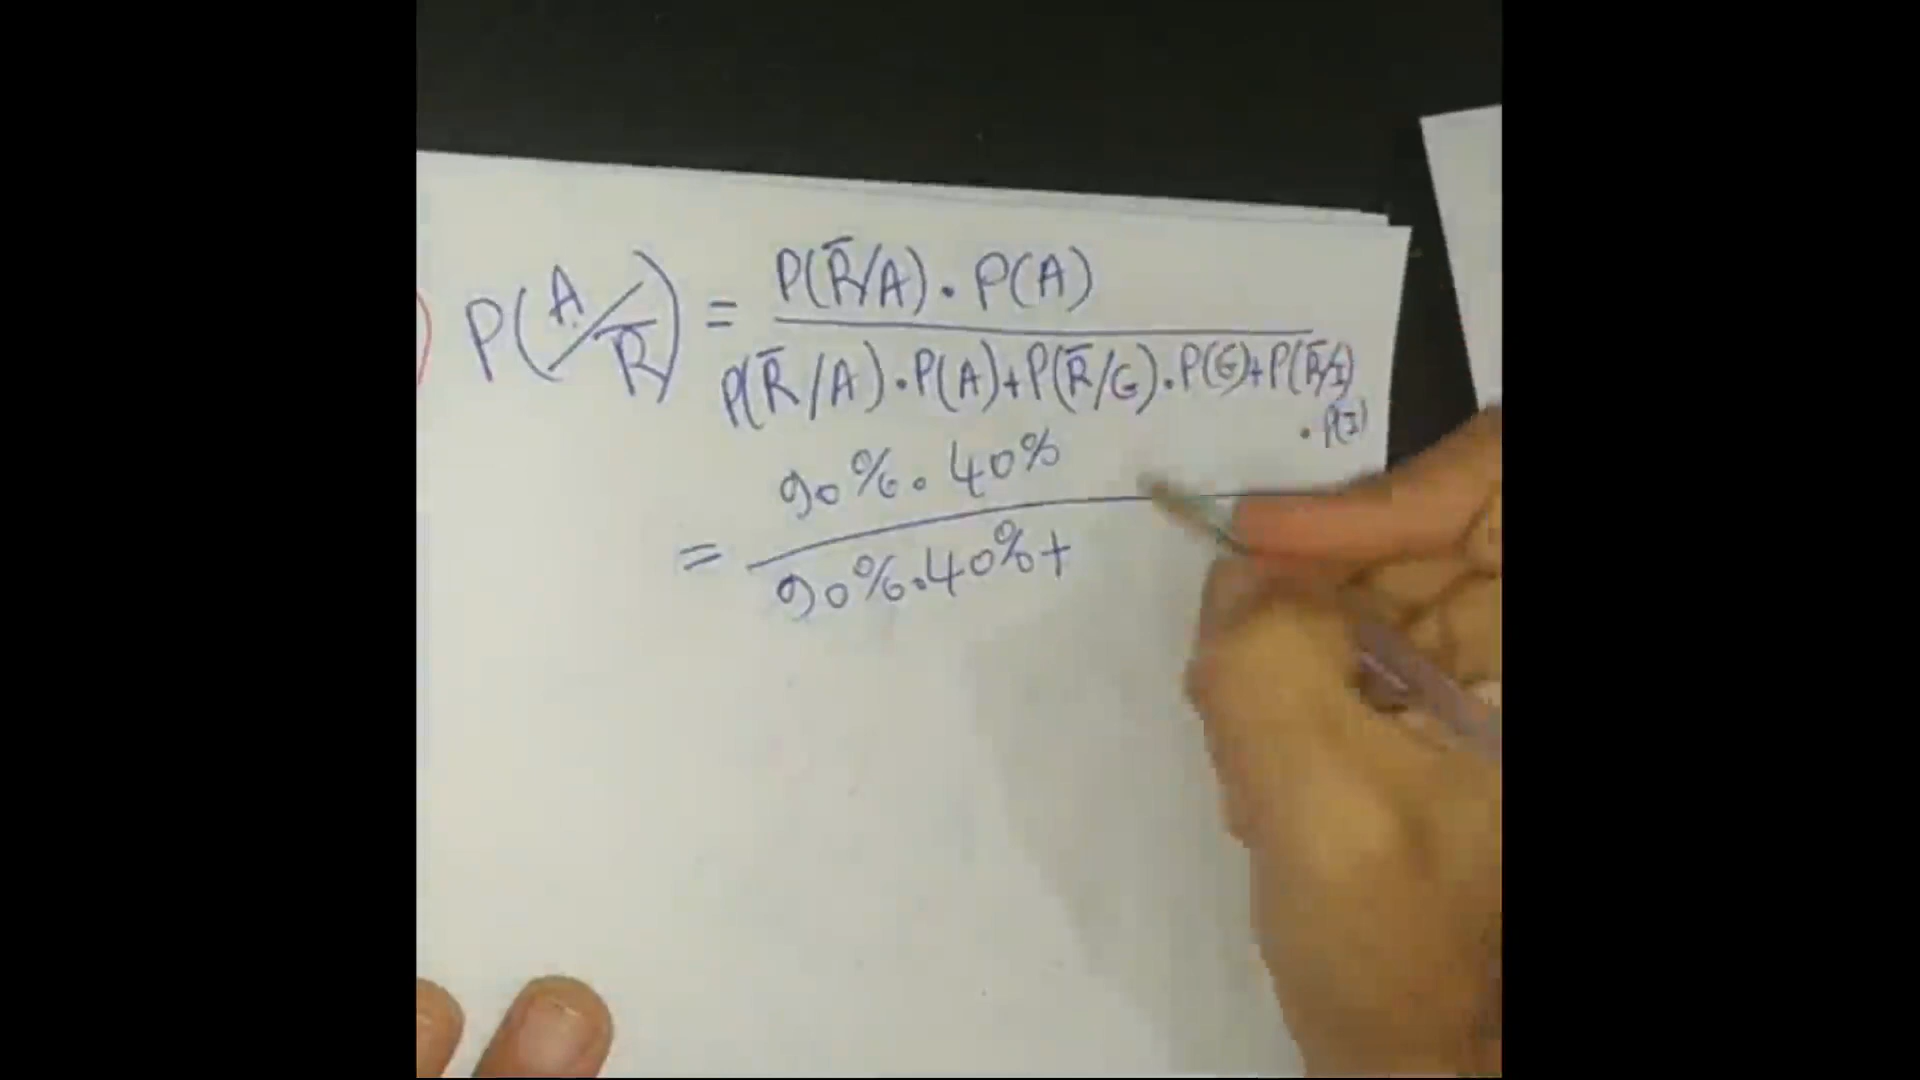 P(A/R̄) = P(R̄/A) · P(A)
P(R̄/A) · P(A) + P(R̄/G) · P(G) + P(R̄/I)
· P(I)
90% · 40%
=
90% · 40% +